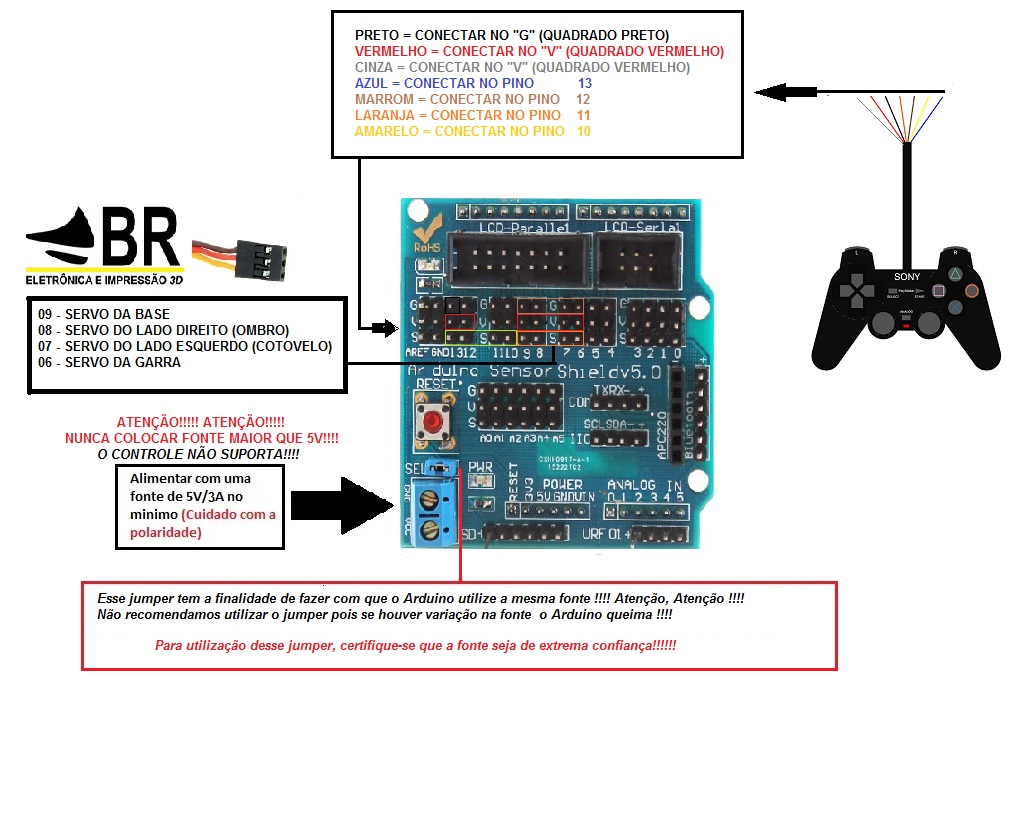 PRETO = CONECTAR NO "G" (QUADRADO PRETO)
VERMELHO = CONECTAR NO "V" (QUADRADO VERMELHO)
CINZA = CONECTAR NO "V" (QUADRADO VERMELHO)
AZUL = CONECTAR NO PINO 13
MARROM = CONECTAR NO PINO 12
LARANJA = CONECTAR NO PINO 11
AMARELO = CONECTAR NO PINO 10
BR
ELETRÔNICA E IMPRESSÃO 3D
09 - SERVO DA BASE
08 - SERVO DO LADO DIREITO (OMBRO)
07 - SERVO DO LADO ESQUERDO (COTOVELO)
06 - SERVO DA GARRA
ATENÇÃO!!!!! ATENÇÃO!!!!!
NUNCA COLOCAR FONTE MAIOR QUE 5V!!!!
O CONTROLE NÃO SUPORTA!!!!
Alimentar com uma
fonte de 5V/3A no
minimo (Cuidado com a
polaridade)
RoHS
LCD-Parallel
LCD-Serial
G
V
S
G
V
S
G
V
S
AREF GND 13 12 11 10 9 8 7 6 5 4 3 2 1 0
Arduino Sensor Shield v5.0
RESET
G
V
S
A0 A1 A2 A3 A4 A5
COM
TXRX- +
IIC
SCLSDA- +
APC220
Bluetooth
+
SEL
PWR
GND
RESET
3V3
POWER
5V GND VIN
ANALOG IN
0 1 2 3 4 5
SD+
URF 01+
L
R
SONY
PlayStation
SELECT
START
ANALOG
Esse jumper tem a finalidade de fazer com que o Arduino utilize a mesma fonte !!!! Atenção, Atenção !!!!
Não recomendamos utilizar o jumper pois se houver variação na fonte o Arduino queima !!!!
Para utilização desse jumper, certifique-se que a fonte seja de extrema confiança!!!!!!